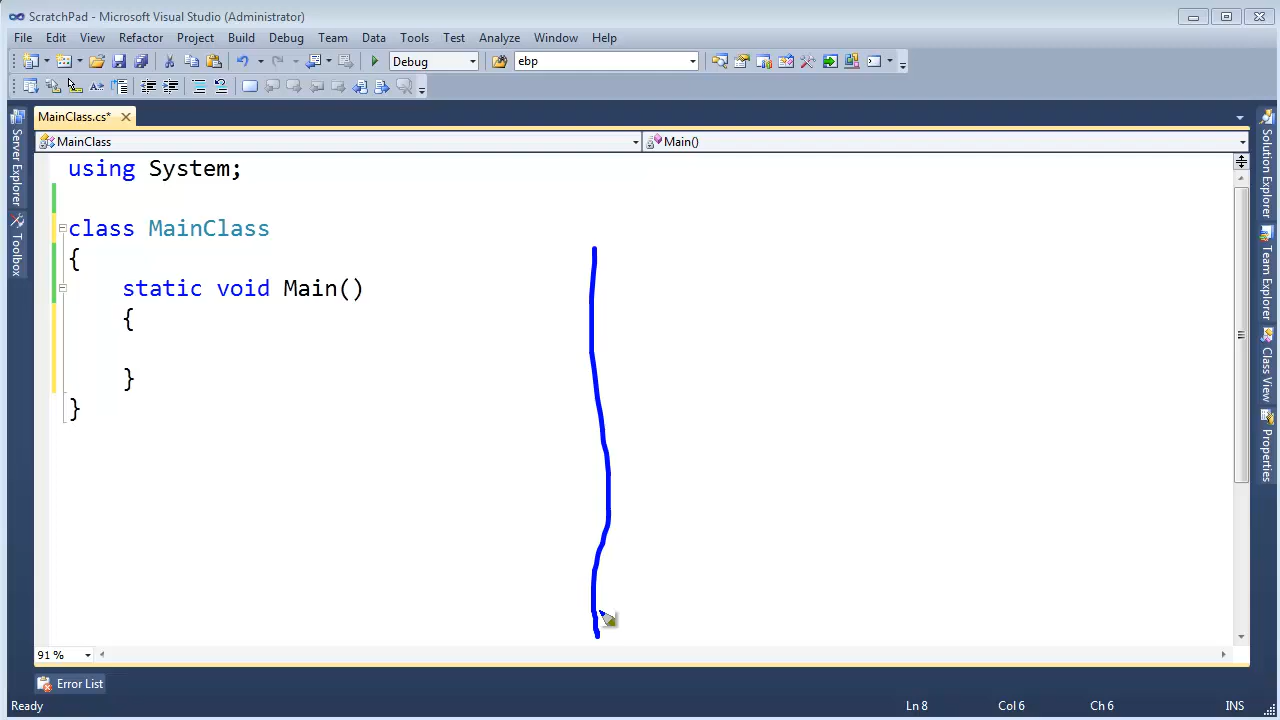 ScratchPad - Microsoft Visual Studio (Administrator)
File Edit View Refactor Project Build Debug Team Data Tools Test Analyze Window Help
Debug ebp
MainClass.cs*
MainClass Main()
using System;
class MainClass
{
static void Main()
{
}
}
91 %
Error List
Ready Ln 8 Col 6 Ch 6 INS
Server Explorer
Toolbox
Solution Explorer
Team Explorer
Class View
Properties